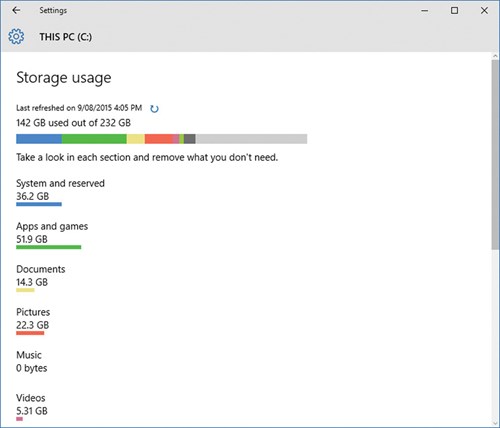 Settings
THIS PC (C:)
Storage usage
Last refreshed on 9/08/2015 4:05 PM
142 GB used out of 232 GB
Take a look in each section and remove what you don't need.
System and reserved
36.2 GB
Apps and games
51.9 GB
Documents
14.3 GB
Pictures
22.3 GB
Music
0 bytes
Videos
5.31 GB